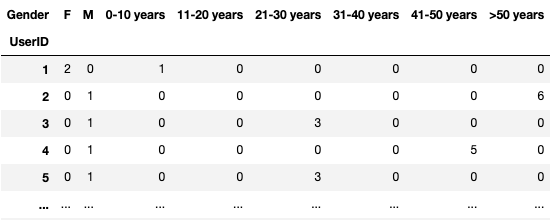 Gender F M 0-10 years 11-20 years 21-30 years 31-40 years 41-50 years >50 years
UserID
1 2 0 1 0 0 0 0 0
2 0 1 0 0 0 0 0 6
3 0 1 0 0 3 0 0 0
4 0 1 0 0 0 0 5 0
5 0 1 0 0 3 0 0 0
... ... ... ... ... ... ... ... ...